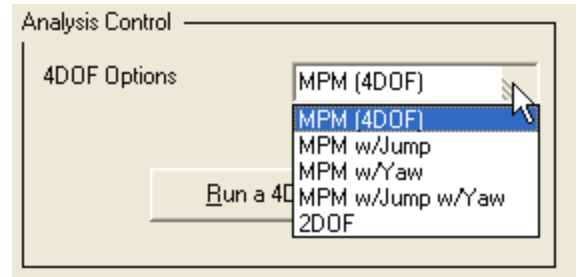 Analysis Control
4DOF Options
MPM (4DOF)
MPM (4DOF)
MPM w/Jump
MPM w/Yaw
MPM w/Jump w/Yaw
2DOF
Run a 4D